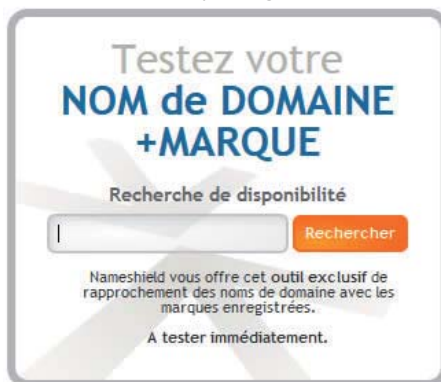 Testez votre
NOM de DOMAINE
+MARQUE
Recherche de disponibilité
Rechercher
Nameshield vous offre cet outil exclusif de
rapprochement des noms de domaine avec les
marques enregistrées.
A tester immédiatement.